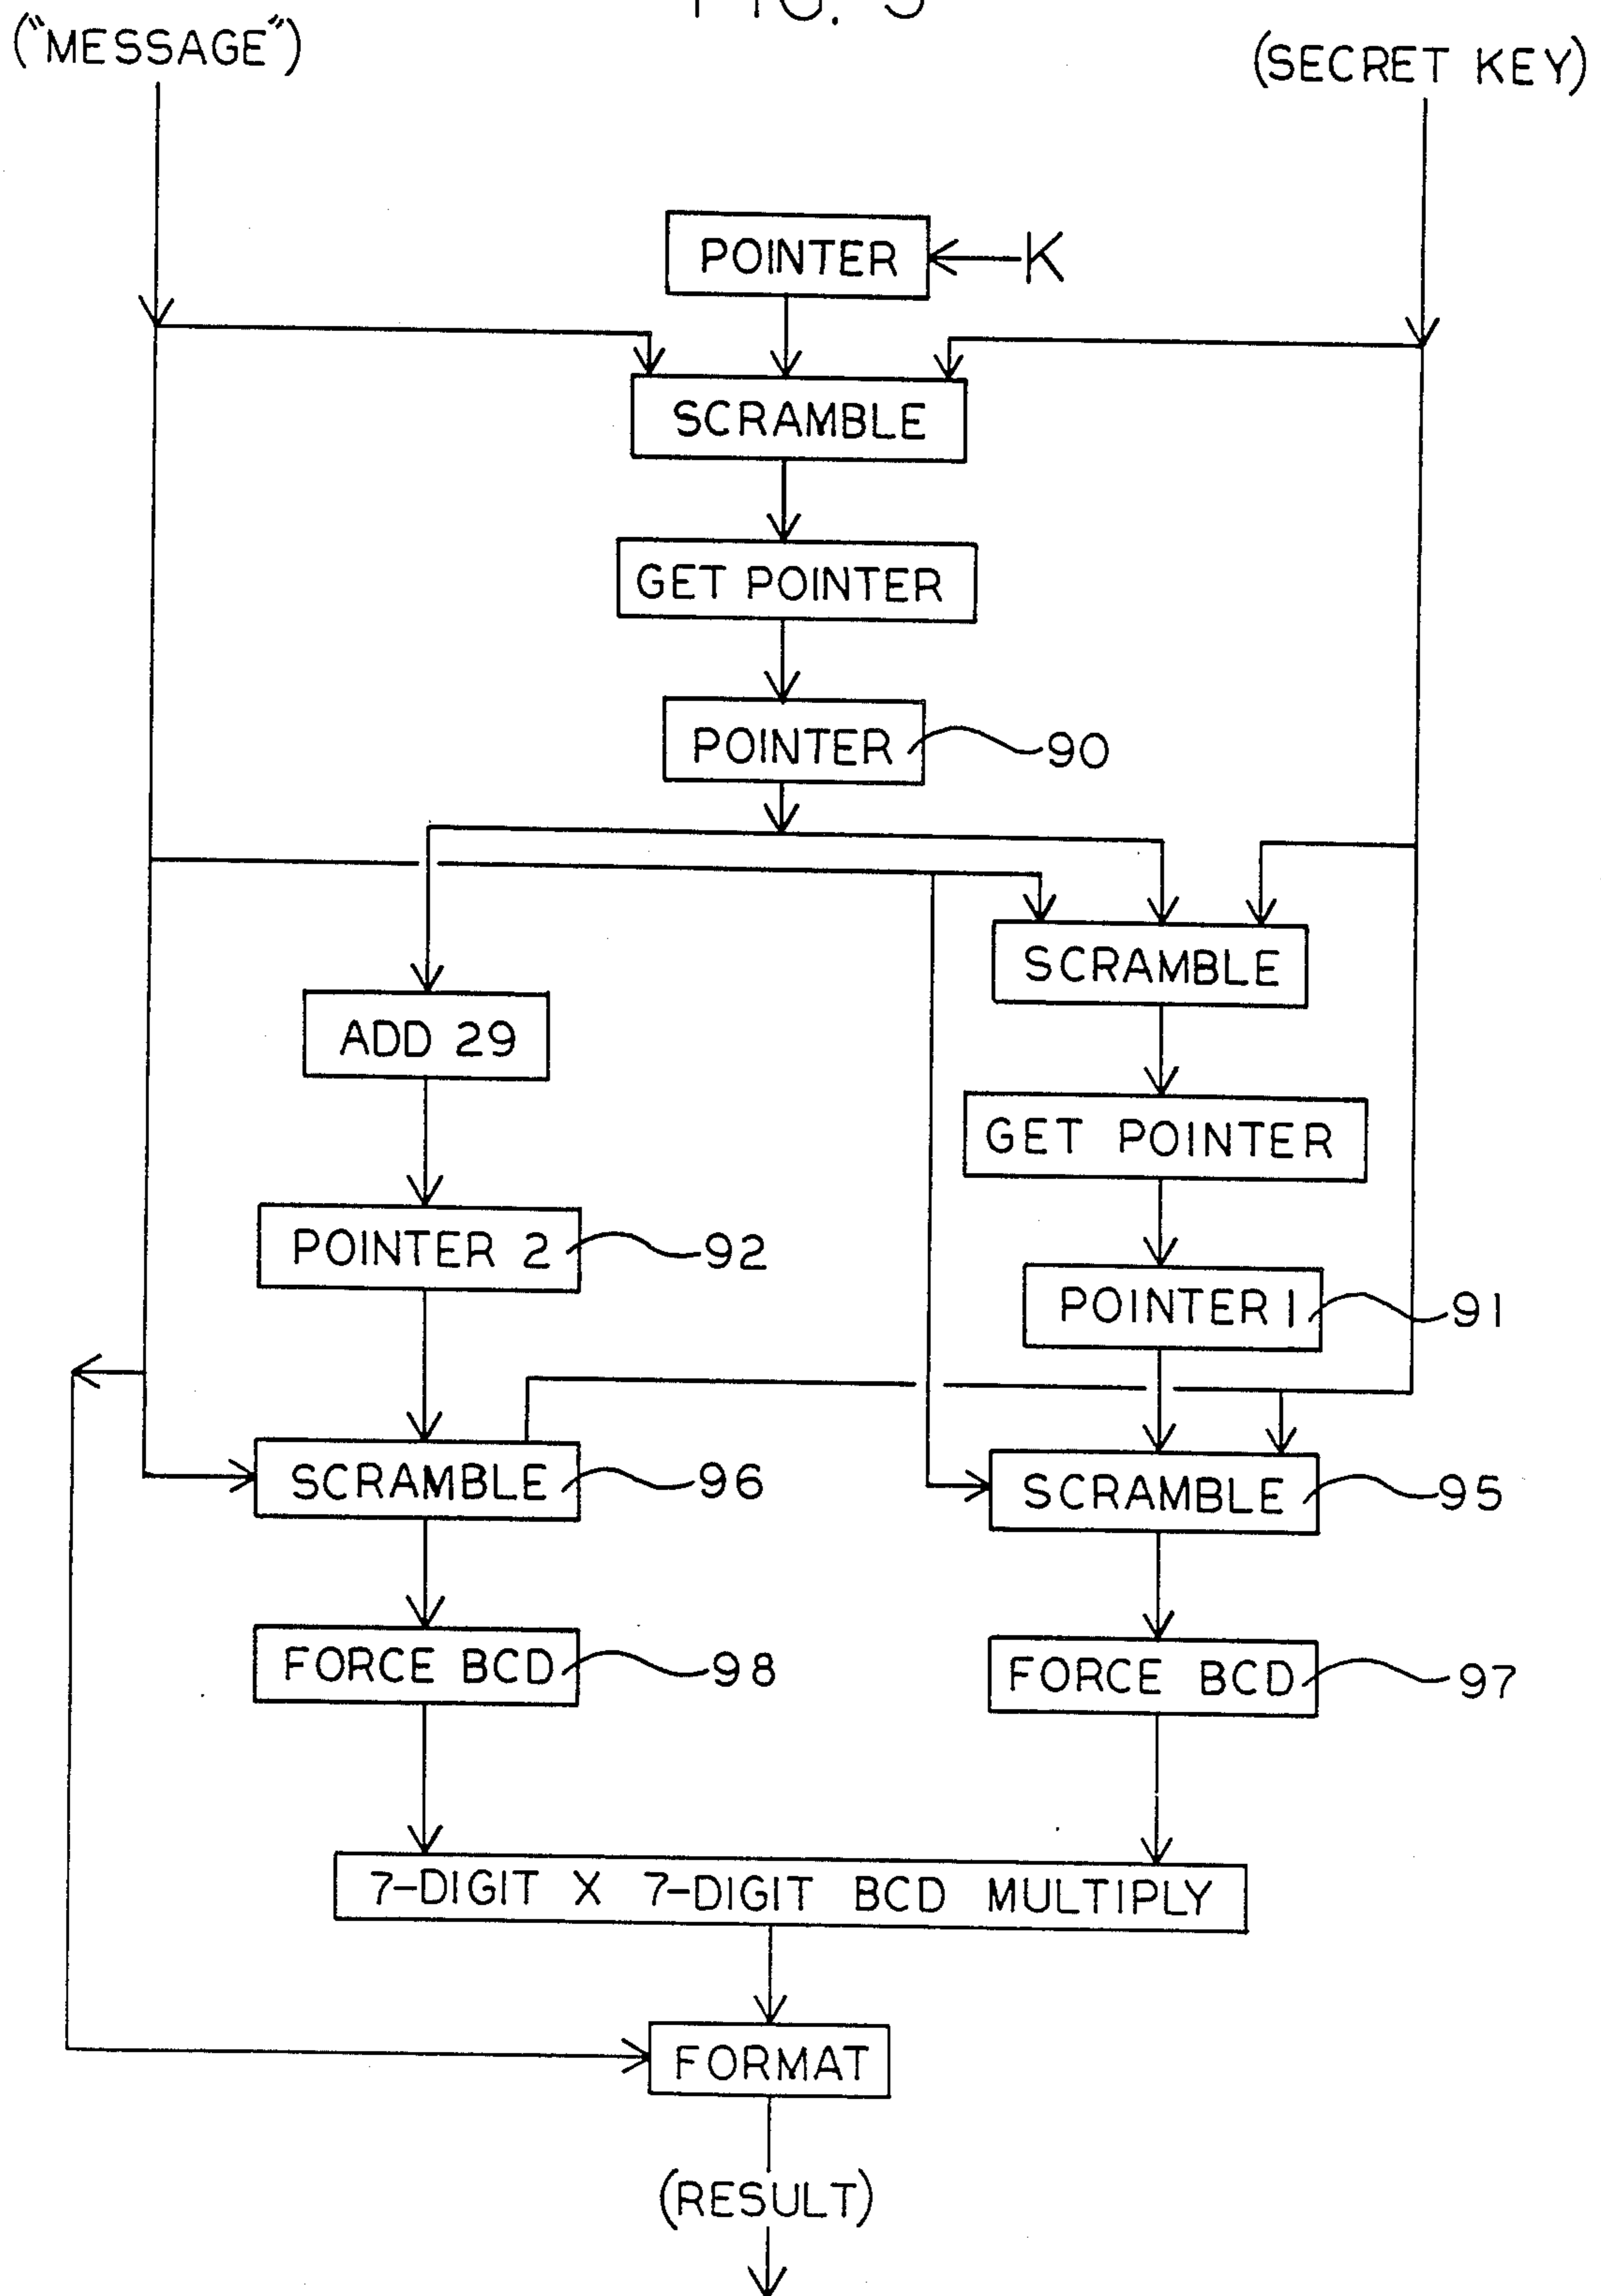 ("MESSAGE")
(SECRET KEY)
POINTER
K
SCRAMBLE
GET POINTER
POINTER
90
SCRAMBLE
ADD 29
GET POINTER
POINTER 2
92
POINTER 1
91
SCRAMBLE
96
SCRAMBLE
95
FORCE BCD
98
FORCE BCD
97
7-DIGIT X 7-DIGIT BCD MULTIPLY
FORMAT
(RESULT)